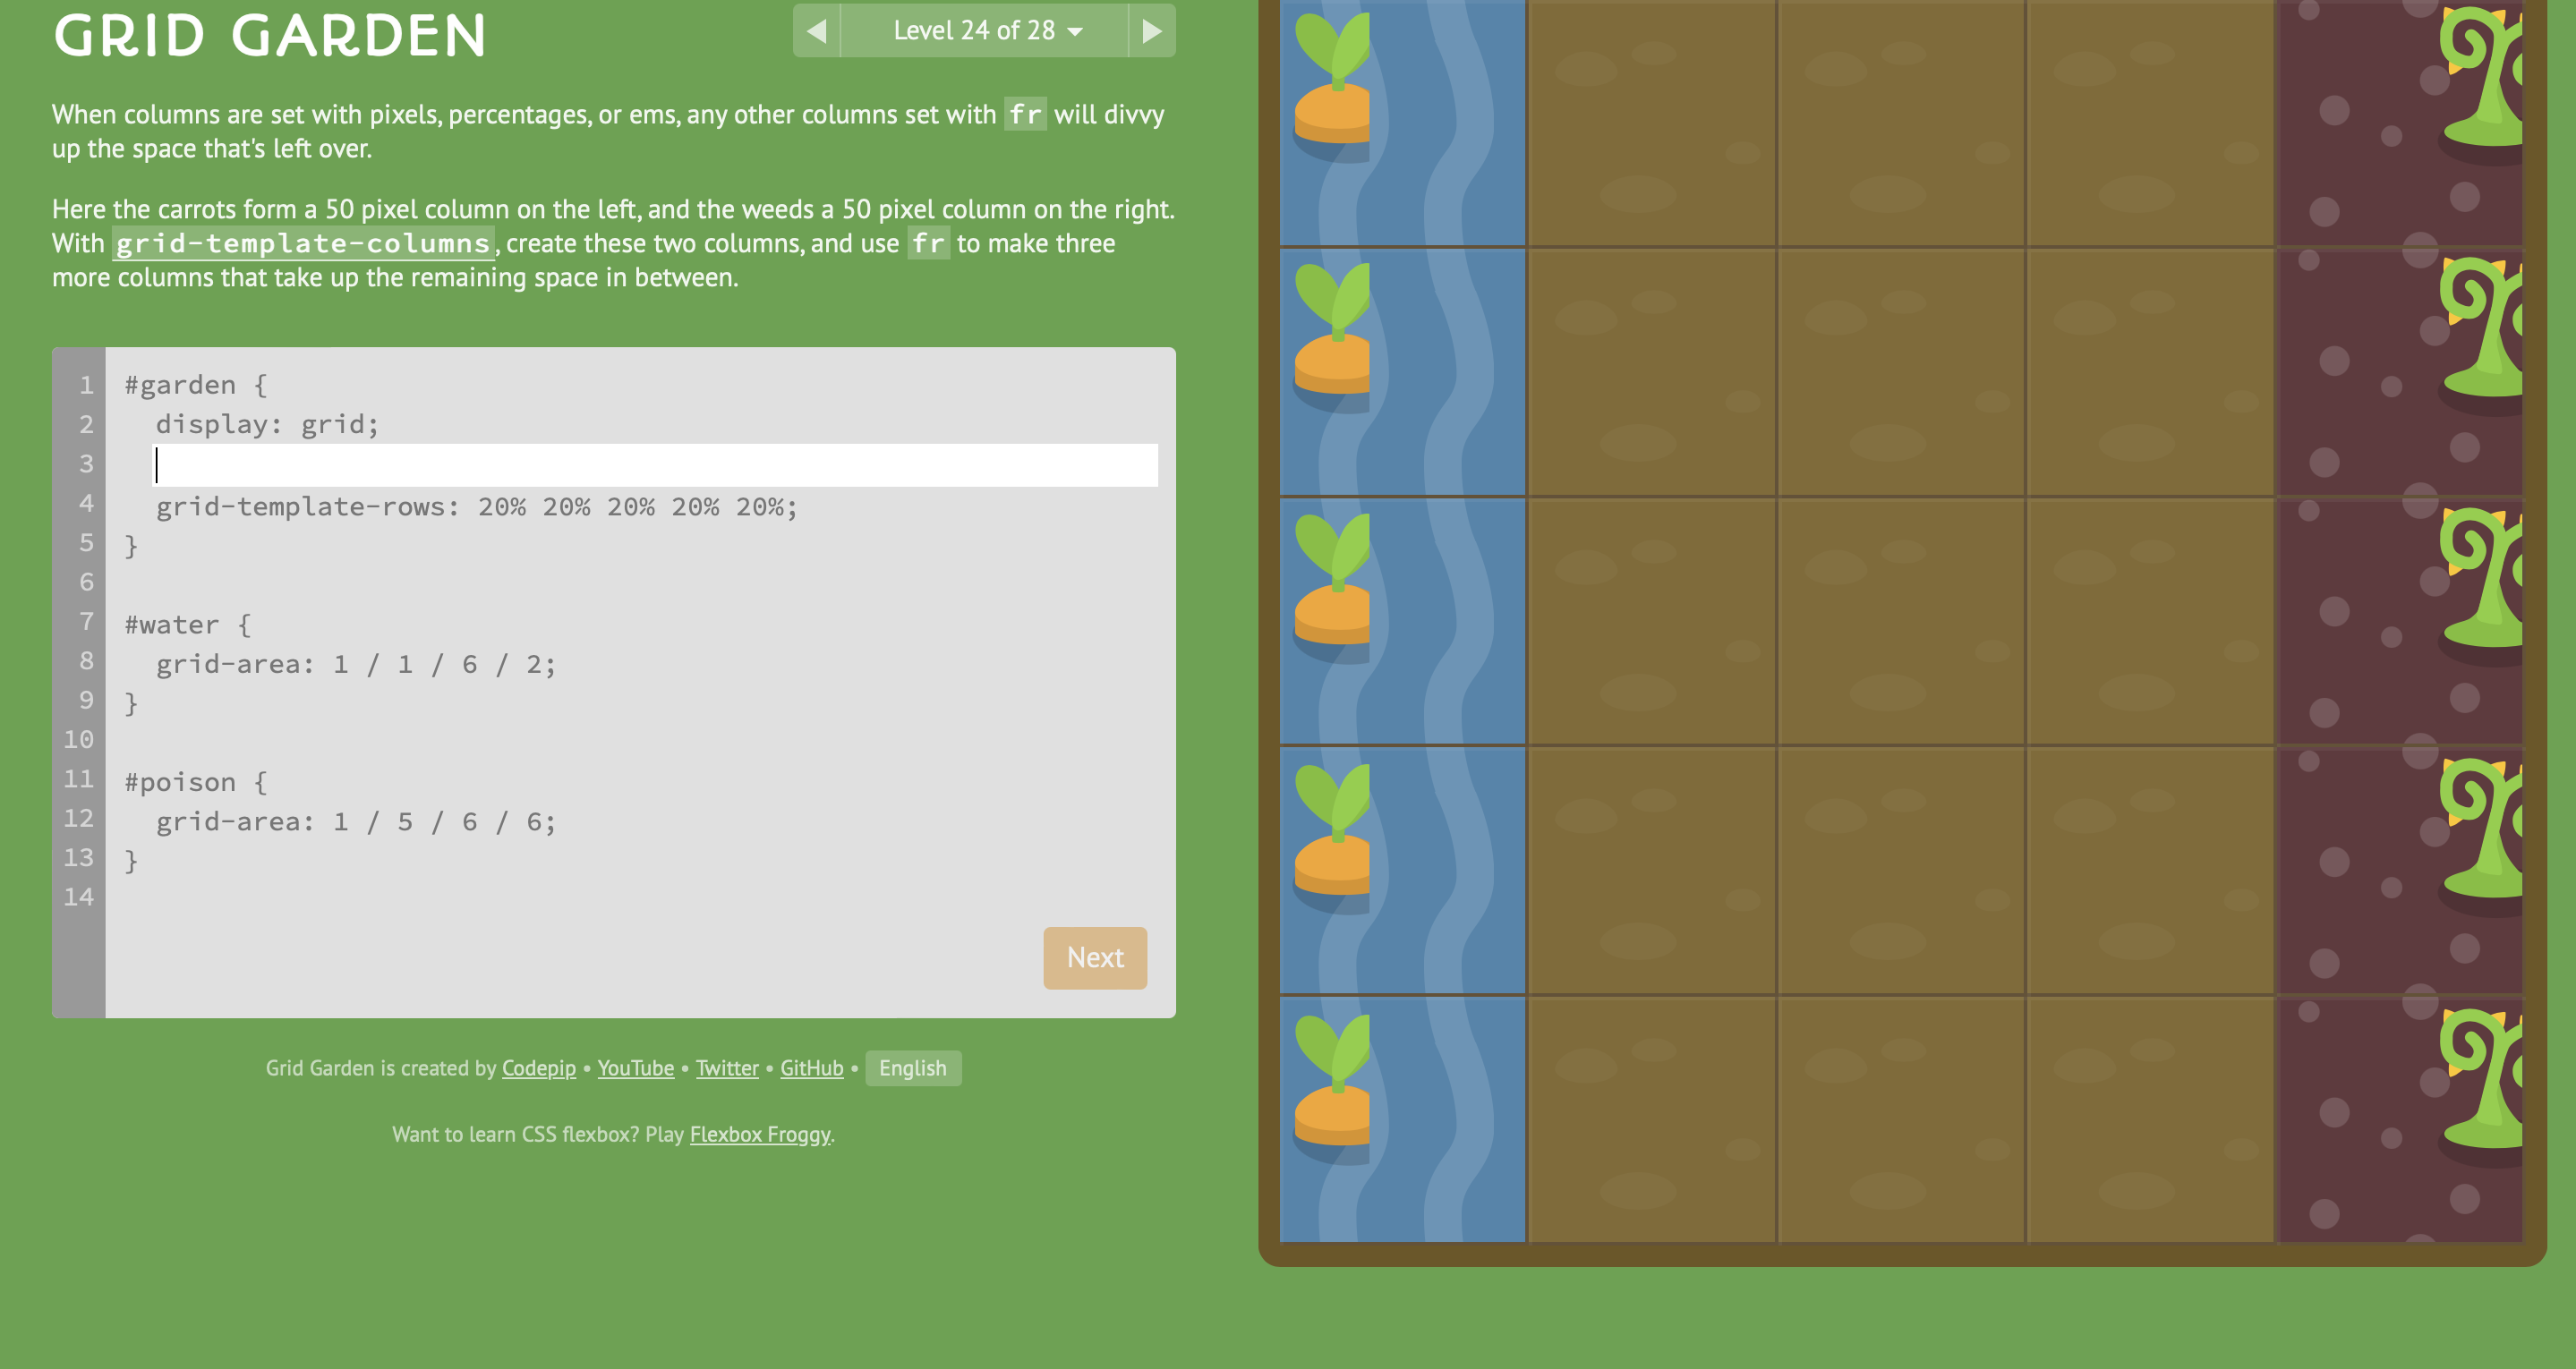 GRID GARDEN
Level 24 of 28
When columns are set with pixels, percentages, or ems, any other columns set with fr will divvy
up the space that's left over.
Here the carrots form a 50 pixel column on the left, and the weeds a 50 pixel column on the right.
With grid-template-columns, create these two columns, and use fr to make three
more columns that take up the remaining space in between.
1 #garden {
2 display: grid;
3
4 grid-template-rows: 20% 20% 20% 20% 20%;
5 }
6
7 #water {
8 grid-area: 1 / 1 / 6 / 2;
9 }
10
11 #poison {
12 grid-area: 1 / 5 / 6 / 6;
13 }
14
Next
Grid Garden is created by Codepip • YouTube • Twitter • GitHub • English
Want to learn CSS flexbox? Play Flexbox Froggy.